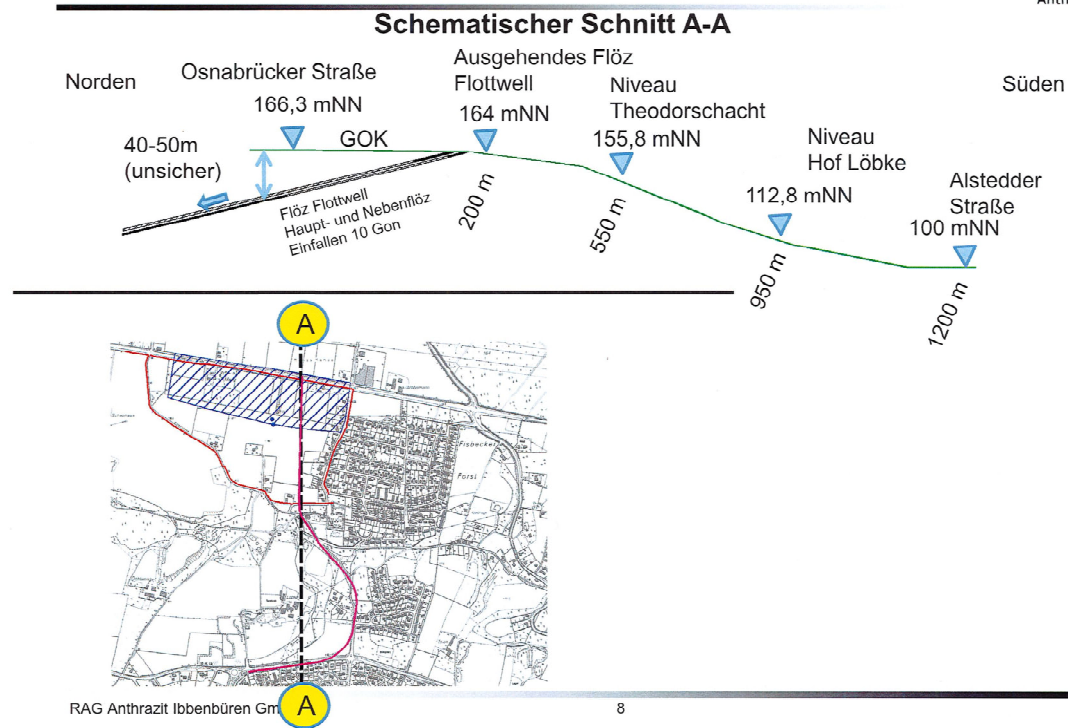 Anth
Schematischer Schnitt A-A
Norden
Osnabrücker Straße
166,3 mNN
Ausgehendes Flöz
Flottwell
164 mNN
Niveau
Theodorschacht
155,8 mNN
Niveau
Hof Löbke
112,8 mNN
Süden
Alstedder
Straße
100 mNN
40-50m
(unsicher)
GOK
Flöz Flottwell
Haupt- und Nebenflöz
Einfallen 10 Gon
200 m
550 m
950 m
1200 m
A
Fisbecker
Forst
A
RAG Anthrazit Ibbenbüren Gm
8